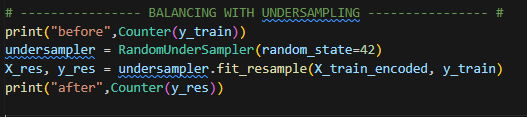 # --------------- BALANCING WITH UNDERSAMPLING --------------- #
print("before",Counter(y_train))
undersampler = RandomUnderSampler(random_state=42)
X_res, y_res = undersampler.fit_resample(X_train_encoded, y_train)
print("after",Counter(y_res))